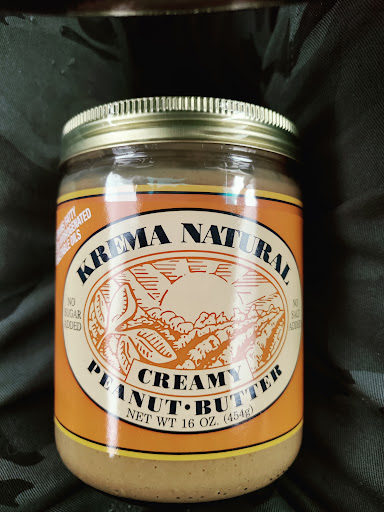 KREMA NATURAL
NO
SUGAR
ADDED
NO
SALT
ADDED
CREAMY
PEANUT • BUTTER
NET WT 16 OZ. (454g)